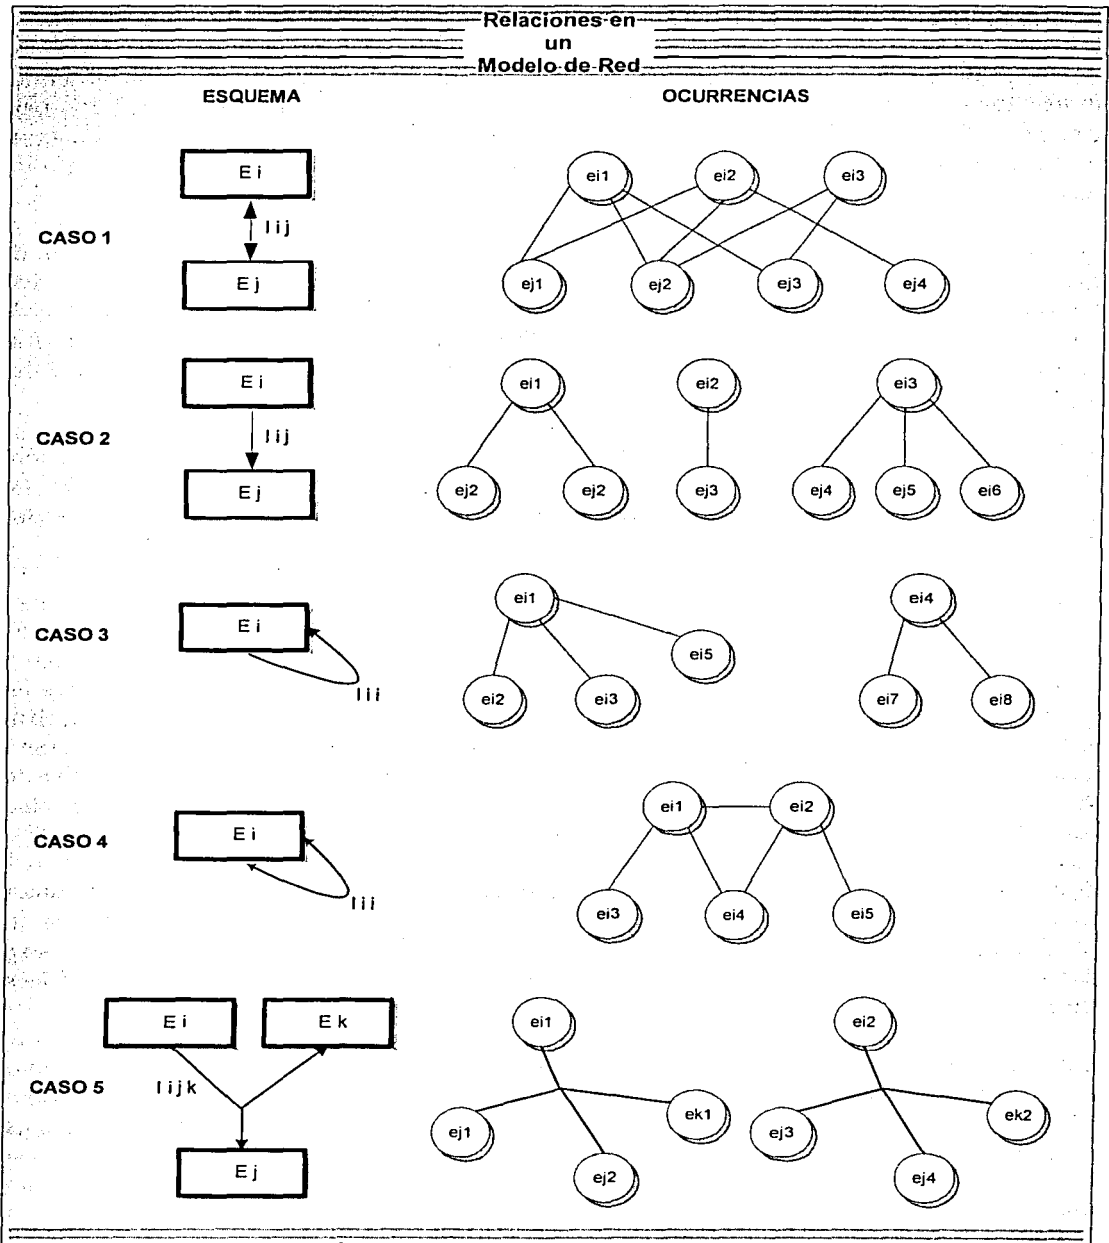 Relaciones en
un
Modelo de Red
ESQUEMA
OCURRENCIAS
CASO 1
E i
l i j
E j
ei1
ei2
ei3
ej1
ej2
ej3
ej4
CASO 2
E i
l i j
E j
ei1
ei2
ei3
ej2
ej2
ej3
ej4
ej5
ei6
CASO 3
E i
l i i
ei1
ei4
ei5
ei2
ei3
ei7
ei8
CASO 4
E i
l i i
ei1
ei2
ei3
ei4
ei5
CASO 5
E i
E k
l i j k
E j
ei1
ei2
ej1
ek1
ej2
ej3
ek2
ej4